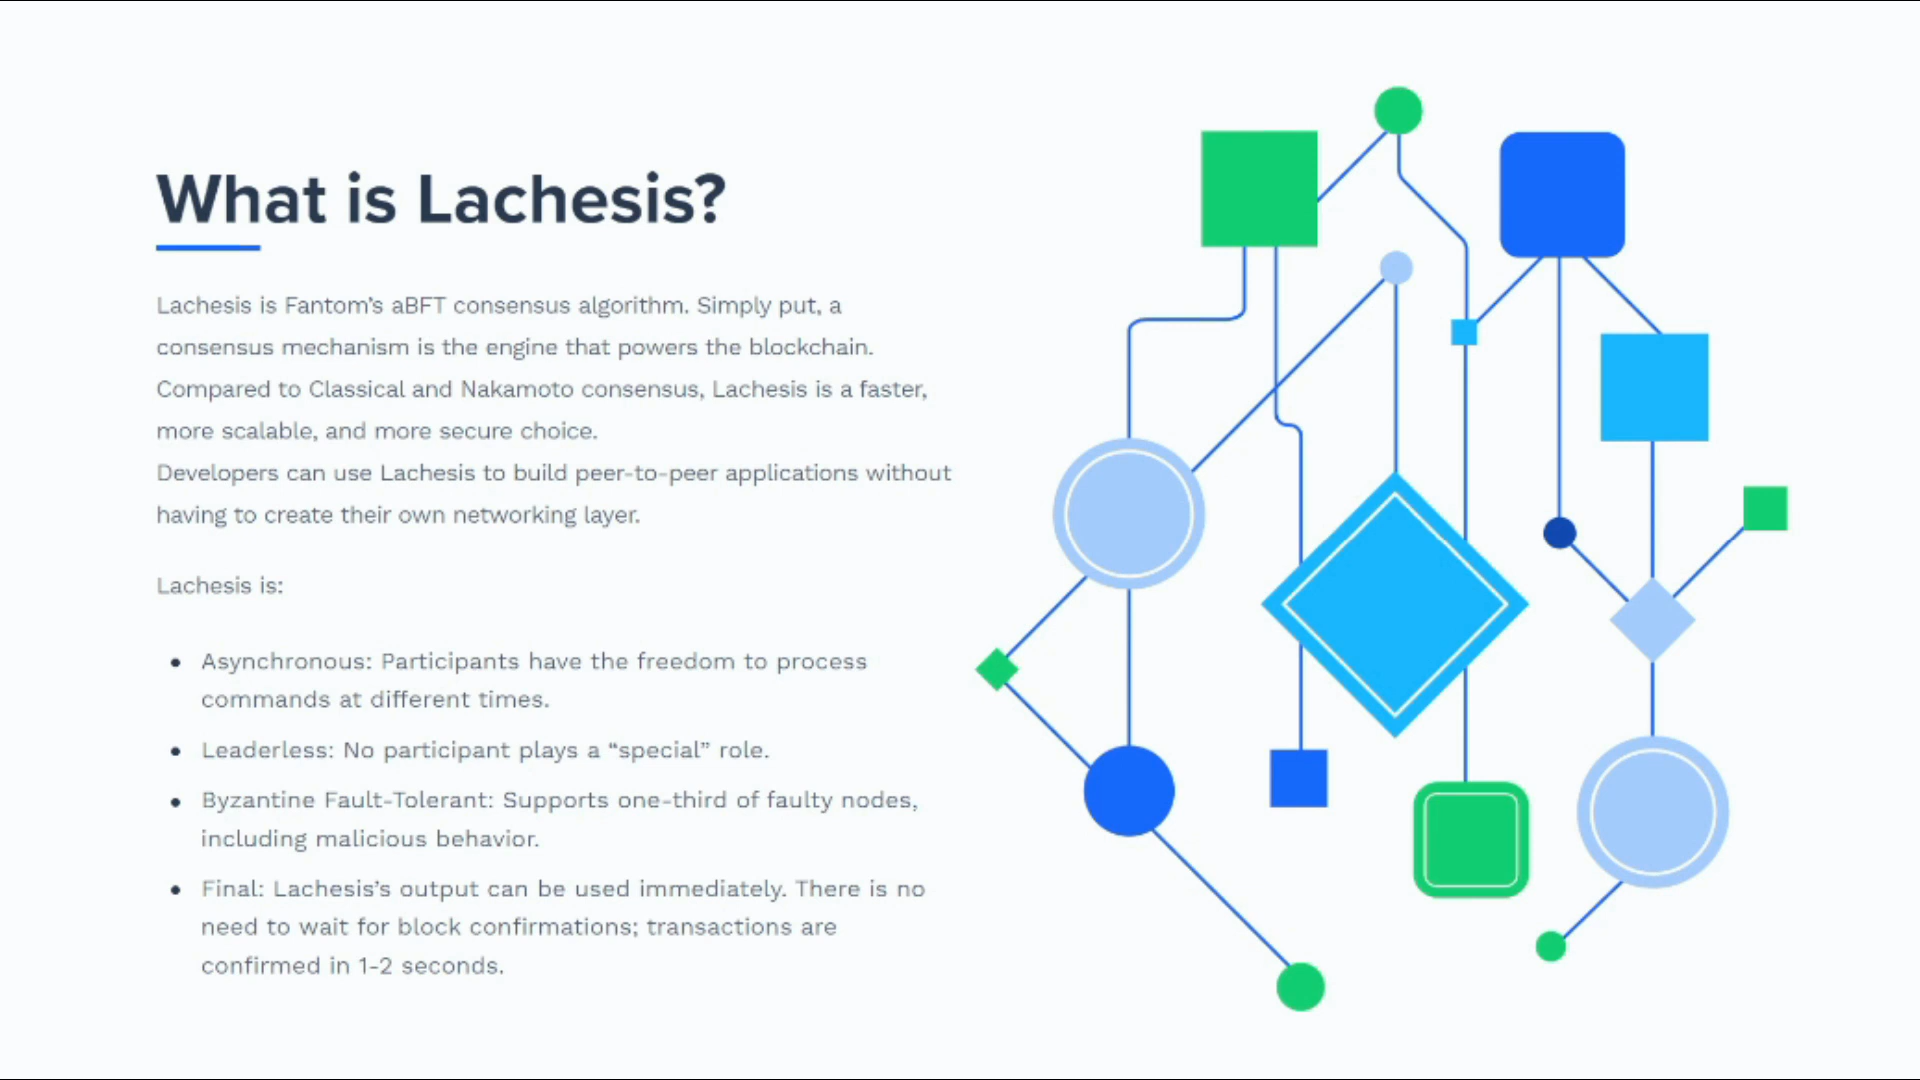 What is Lachesis?
Lachesis is Fantom’s aBFT consensus algorithm. Simply put, a
consensus mechanism is the engine that powers the blockchain.
Compared to Classical and Nakamoto consensus, Lachesis is a faster,
more scalable, and more secure choice.
Developers can use Lachesis to build peer-to-peer applications without
having to create their own networking layer.
Lachesis is:
• Asynchronous: Participants have the freedom to process
commands at different times.
• Leaderless: No participant plays a “special” role.
• Byzantine Fault-Tolerant: Supports one-third of faulty nodes,
including malicious behavior.
• Final: Lachesis’s output can be used immediately. There is no
need to wait for block confirmations; transactions are
confirmed in 1-2 seconds.